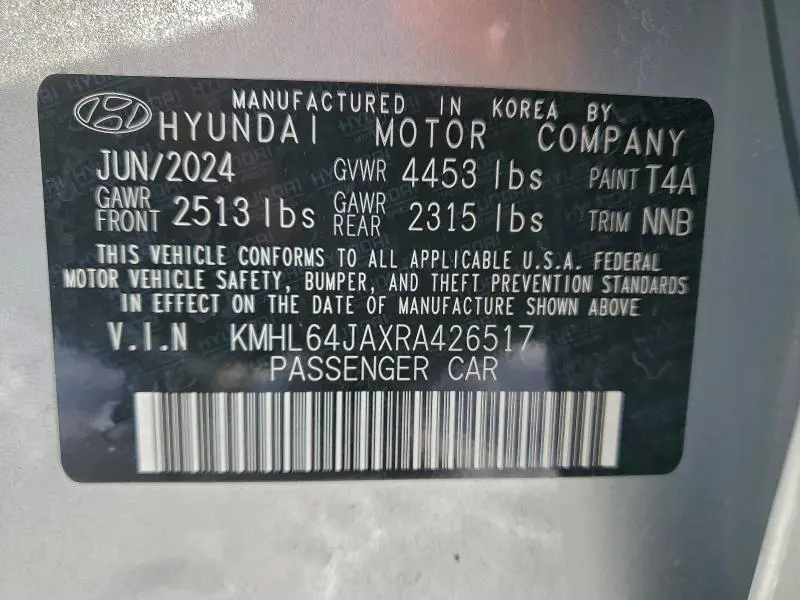 MANUFACTURED IN KOREA BY
HYUNDAI MOTOR COMPANY
JUN/2024 GVWR 4453 lbs PAINT T4A
GAWR FRONT 2513 lbs GAWR REAR 2315 lbs TRIM NNB
THIS VEHICLE CONFORMS TO ALL APPLICABLE U.S.A. FEDERAL
MOTOR VEHICLE SAFETY, BUMPER, AND THEFT PREVENTION STANDARDS
IN EFFECT ON THE DATE OF MANUFACTURE SHOWN ABOVE
V.I.N KMHL64JAXRA426517
PASSENGER CAR